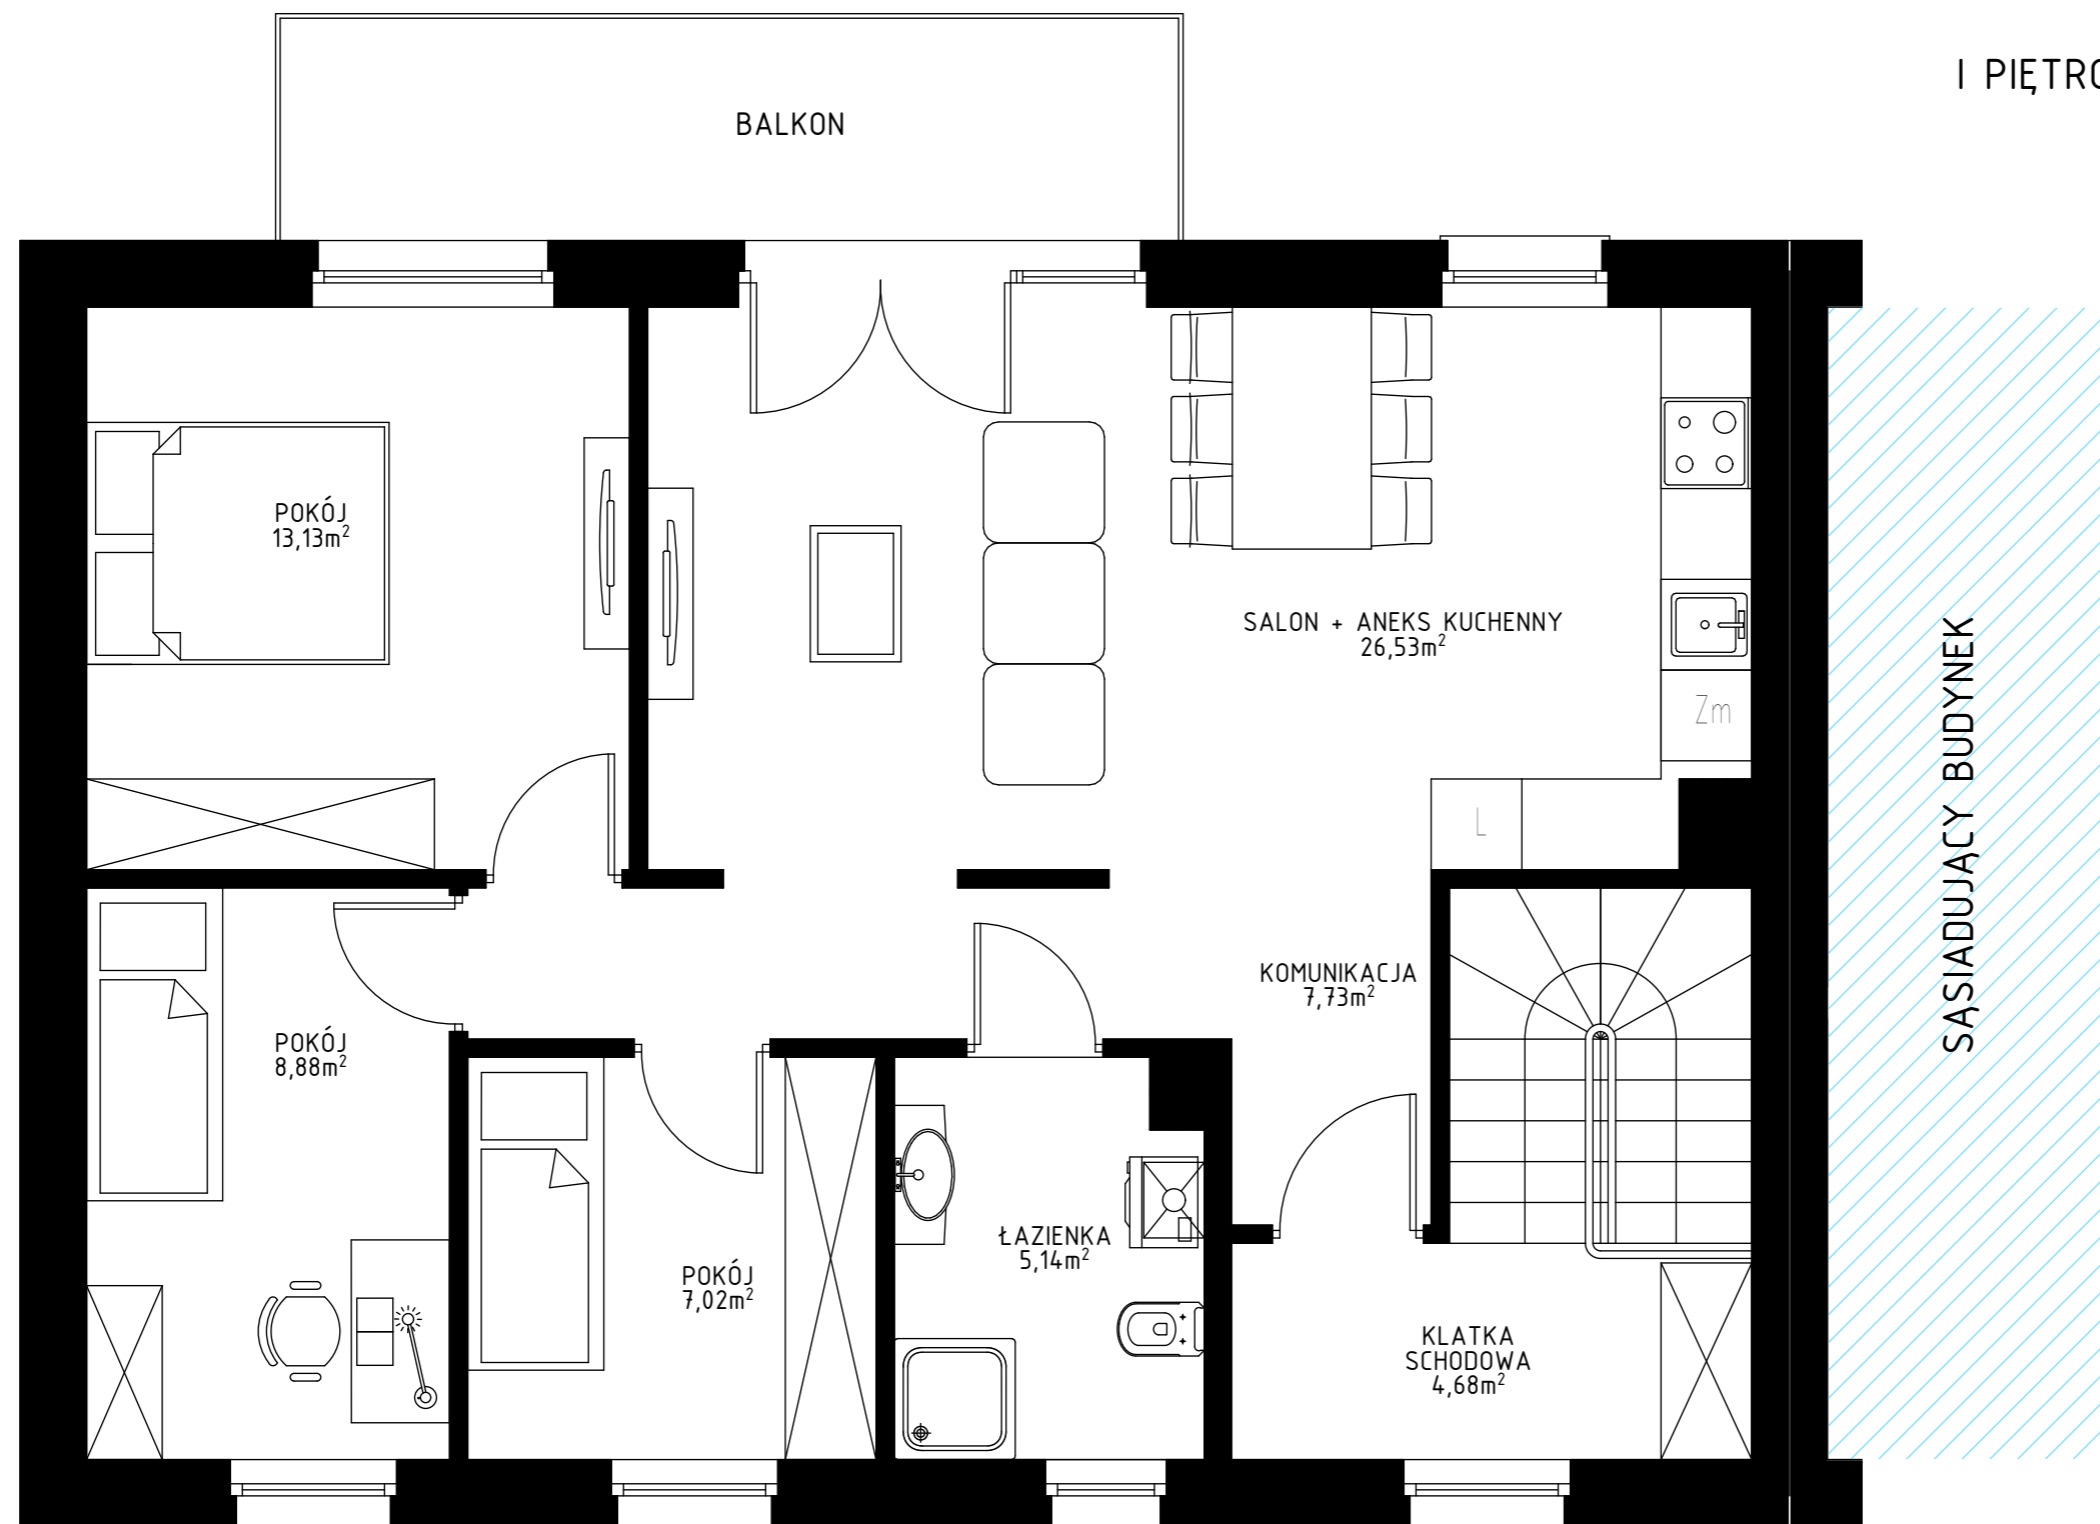 I PIĘTRO
BALKON
POKÓJ
13,13m²
SALON + ANEKS KUCHENNY
26,53m²
Zm
L
SĄSIADUJĄCY BUDYNEK
KOMUNIKACJA
7,73m²
POKÓJ
8,88m²
ŁAZIENKA
5,14m²
POKÓJ
7,02m²
KLATKA
SCHODOWA
4,68m²